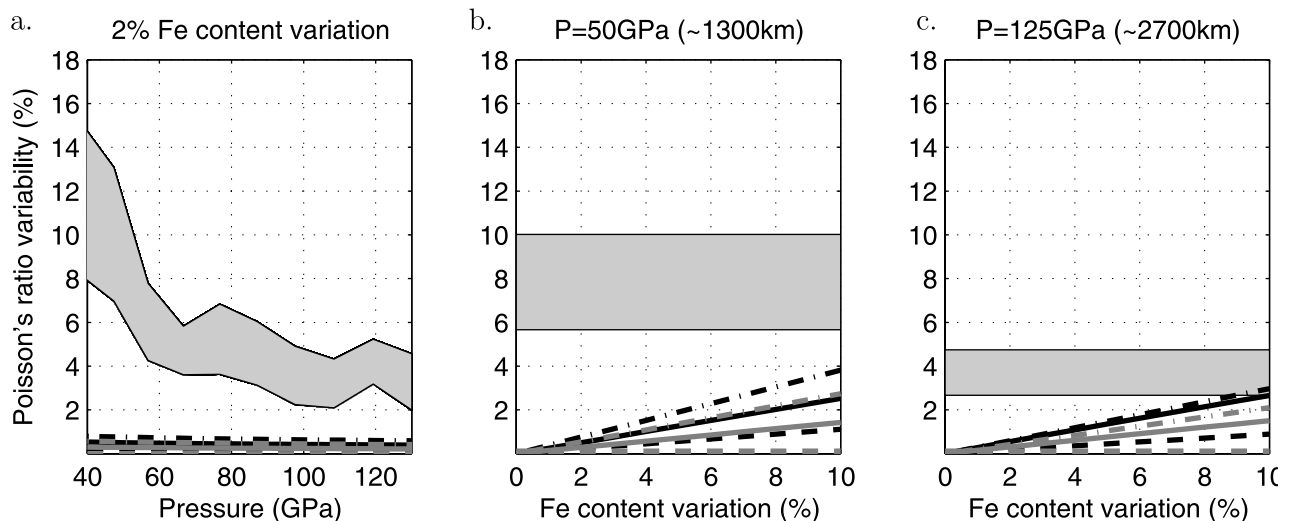 a.
2% Fe content variation
Poisson's ratio variability (%)
18
16
14
12
10
8
6
4
2
40 60 80 100 120
Pressure (GPa)
b.
P=50GPa (~1300km)
18
16
14
12
10
8
6
4
2
0 2 4 6 8 10
Fe content variation (%)
c.
P=125GPa (~2700km)
18
16
14
12
10
8
6
4
2
0 2 4 6 8 10
Fe content variation (%)